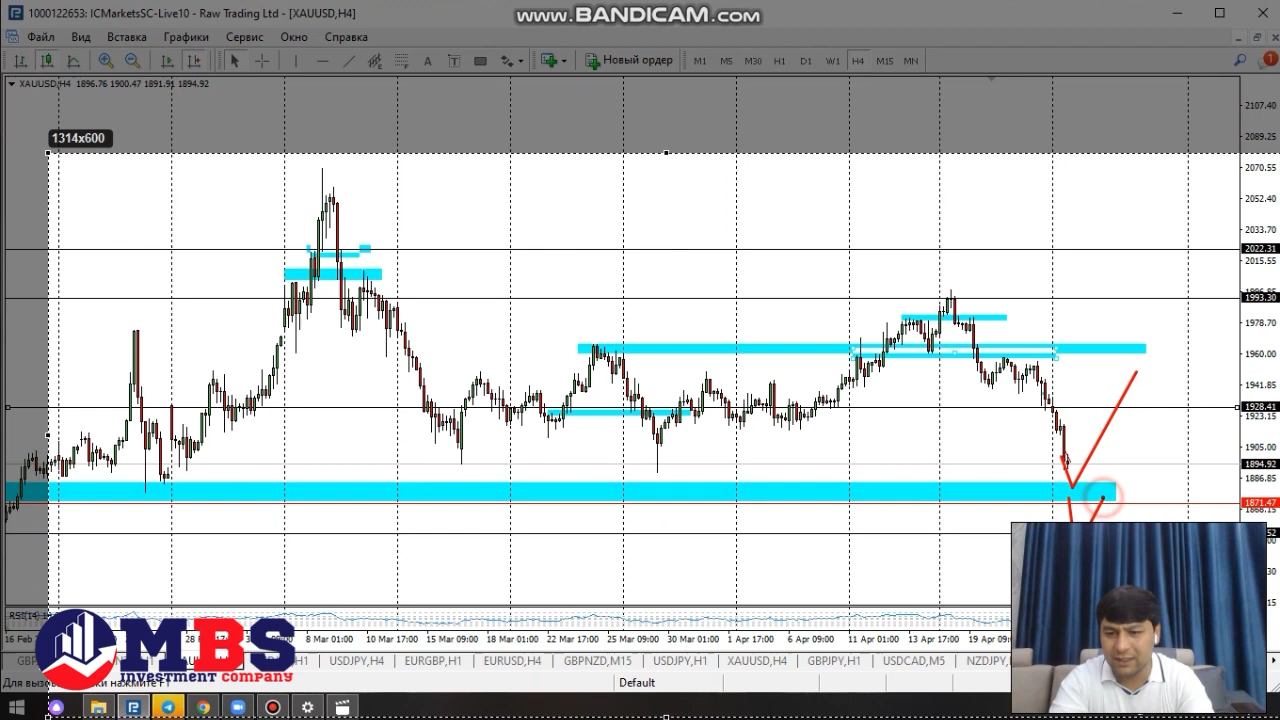 1000122653: ICMarketsSC-Live10 - Raw Trading Ltd - [XAUUSD,H4]
www.BANDICAM.com
Файл Вид Вставка Графики Сервис Окно Справка
Новый ордер M1 M5 M30 H1 D1 W1 H4 M15 MN
XAUUSD,H4 1896.76 1900.47 1891.91 1894.92
2107.40
1314x600
2089.25
2070.55
2052.40
2033.70
2022.31
2015.55
1993.30
1978.70
1960.00
1941.85
1928.41
1923.15
1905.00
1894.92
1886.85
1871.47
1868.15
16 Feb 8 Mar 01:00 10 Mar 17:00 15 Mar 09:00 18 Mar 01:00 22 Mar 17:00 25 Mar 09:00 30 Mar 01:00 1 Apr 17:00 6 Apr 09:00 11 Apr 01:00 13 Apr 17:00 19 Apr 09:00
USDJPY,H4 EURGBP,H1 EURUSD,H4 GBPNZD,M15 USDJPY,H1 XAUUSD,H4 GBPJPY,H1 USDCAD,M5
MBS
INVESTMENT COMPANY
Default